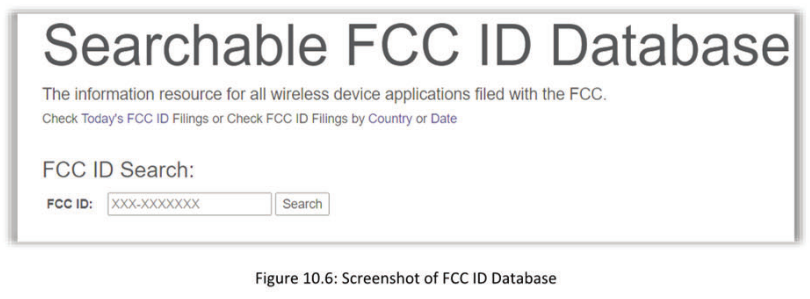 Searchable FCC ID Database
The information resource for all wireless device applications filed with the FCC.
Check Today's FCC ID Filings or Check FCC ID Filings by Country or Date
FCC ID Search:
FCC ID: XXX-XXXXXXX Search
Figure 10.6: Screenshot of FCC ID Database